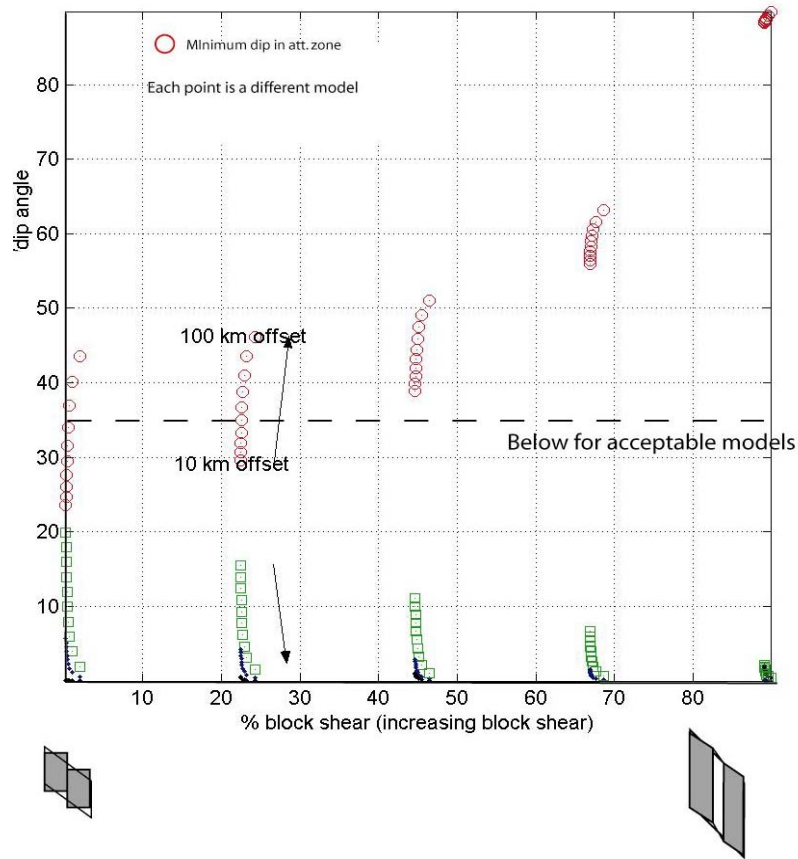 MInimum dip in att. zone
Each point is a different model
80
70
60
50
40
30
20
10
'dip angle
100 km offset
10 km offset
Below for acceptable models
10 20 30 40 50 60 70 80
% block shear (increasing block shear)